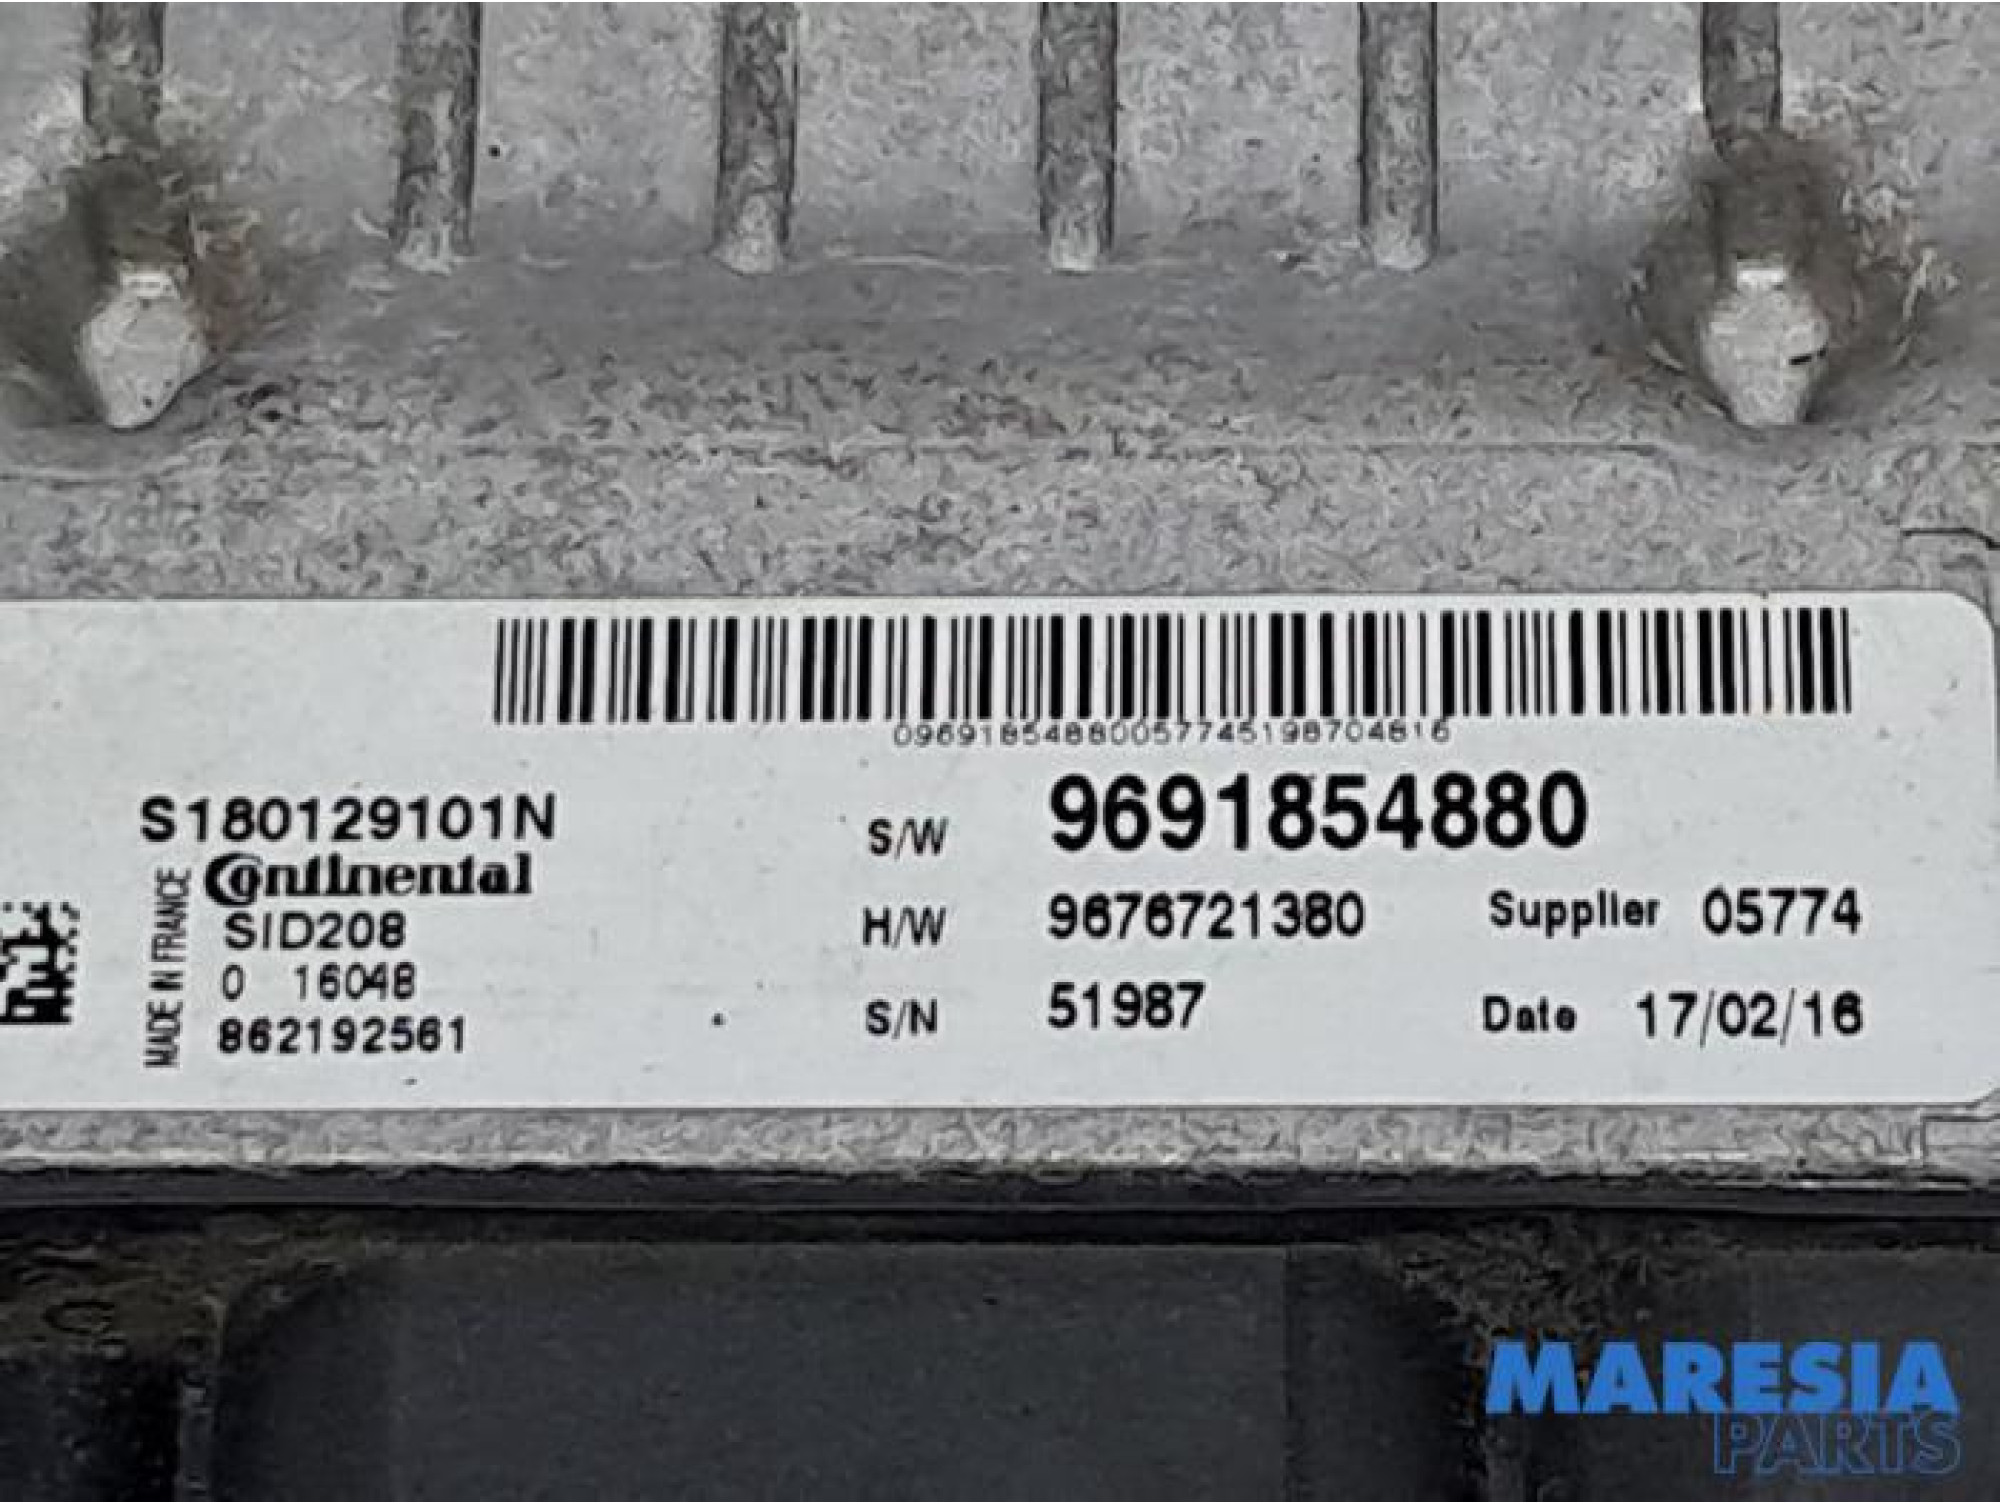 09691854880057745198704816
S180129101N
Continental
SID208
0 16048
862192561
MADE IN FRANCE
S/W 9691854880
H/W 9676721380 Supplier 05774
S/N 51987 Date 17/02/16
MARESIA
PARTS